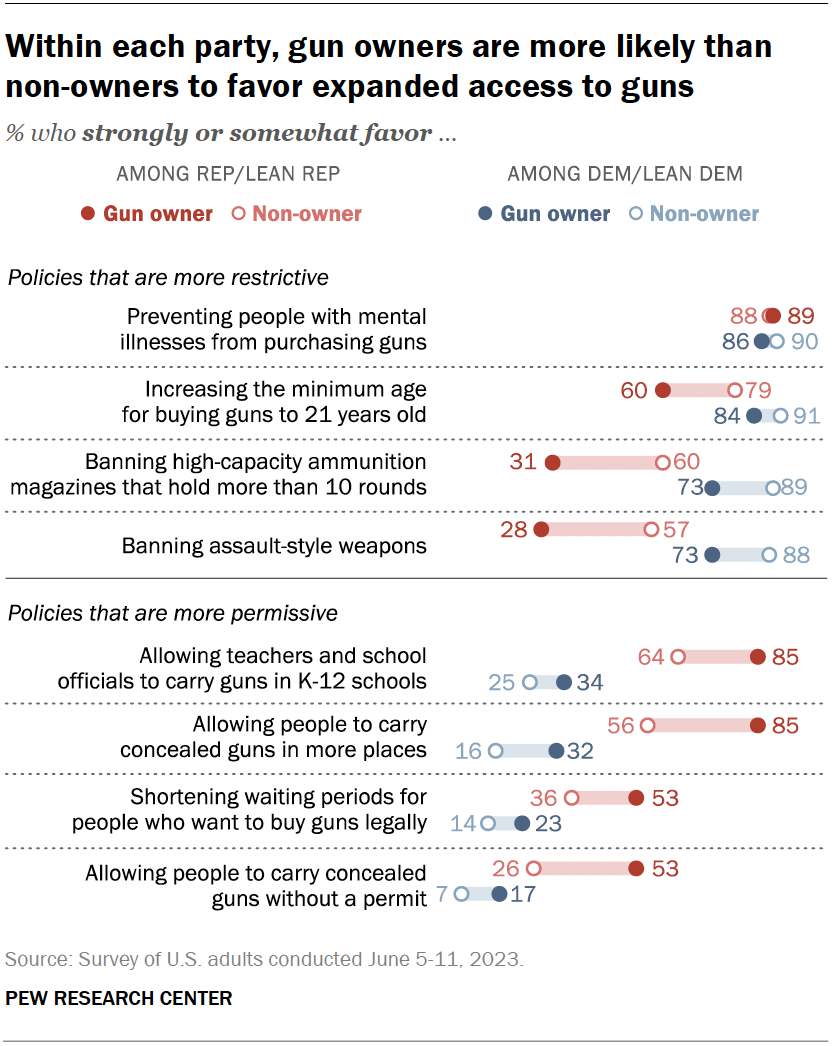 Within each party, gun owners are more likely than
non-owners to favor expanded access to guns
% who strongly or somewhat favor ...
AMONG REP/LEAN REP
AMONG DEM/LEAN DEM
Gun owner Non-owner
Gun owner Non-owner
Policies that are more restrictive
Preventing people with mental
illnesses from purchasing guns
88 89
86 90
Increasing the minimum age
for buying guns to 21 years old
60 79
84 91
Banning high-capacity ammunition
magazines that hold more than 10 rounds
31 60
73 89
Banning assault-style weapons
28 57
73 88
Policies that are more permissive
Allowing teachers and school
officials to carry guns in K-12 schools
64 85
25 34
Allowing people to carry
concealed guns in more places
56 85
16 32
Shortening waiting periods for
people who want to buy guns legally
36 53
14 23
Allowing people to carry concealed
guns without a permit
26 53
7 17
Source: Survey of U.S. adults conducted June 5-11, 2023.
PEW RESEARCH CENTER